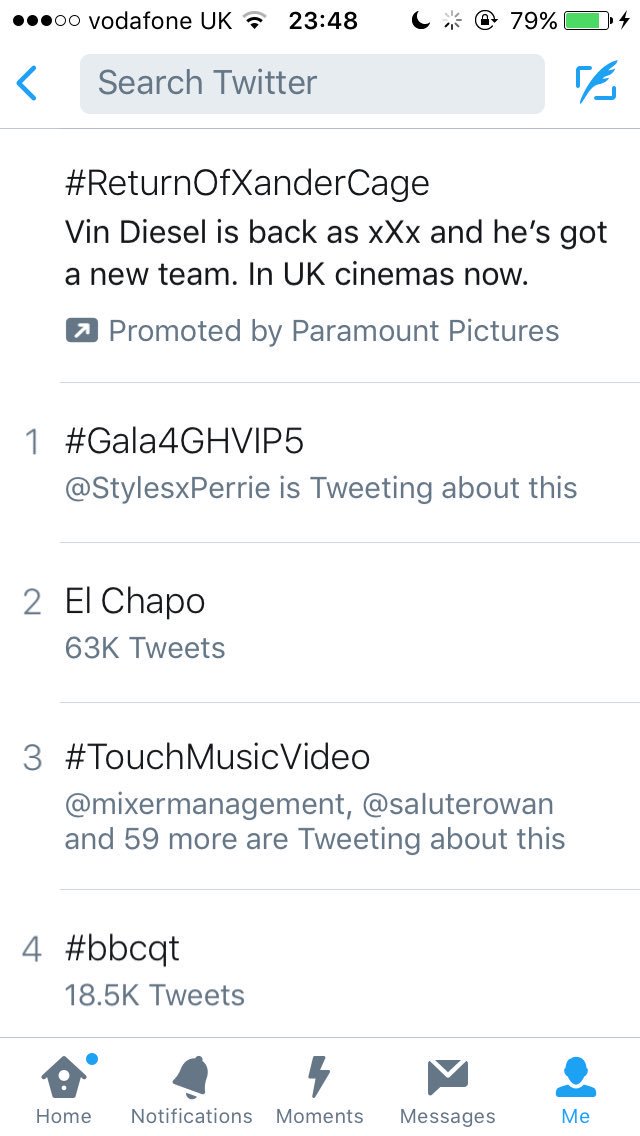 vodafone UK 23:48 79%
Search Twitter
#ReturnOfXanderCage
Vin Diesel is back as xXx and he's got
a new team. In UK cinemas now.
Promoted by Paramount Pictures
1 #Gala4GHVIP5
@StylesxPerrie is Tweeting about this
2 El Chapo
63K Tweets
3 #TouchMusicVideo
@mixermanagement, @saluterowan
and 59 more are Tweeting about this
4 #bbcqt
18.5K Tweets
Home Notifications Moments Messages Me